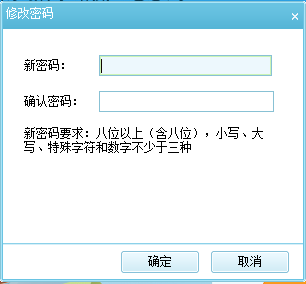 修改密码
新密码：
确认密码：
新密码要求：八位以上（含八位），小写、大
写、特殊字符和数字不少于三种
确定
取消